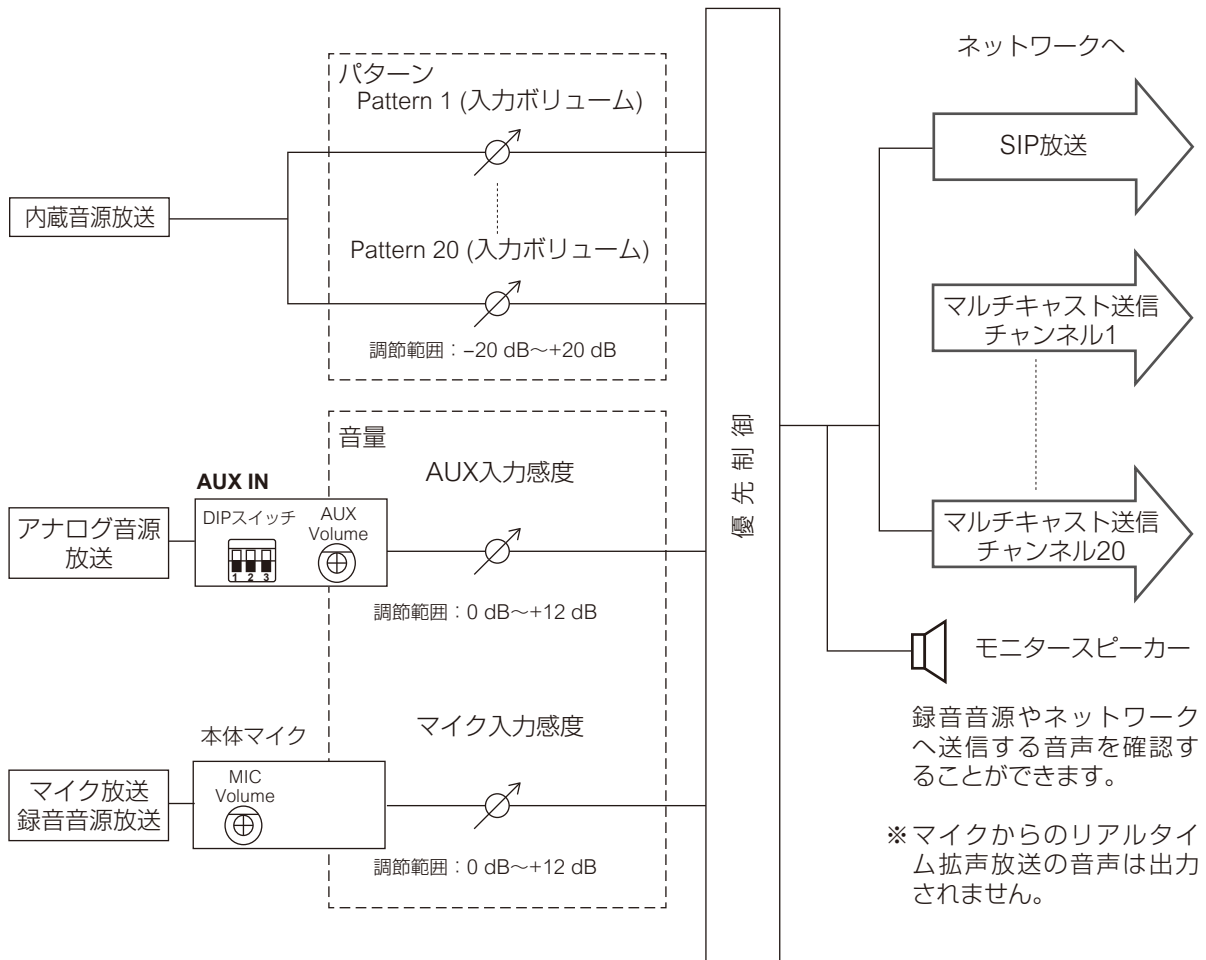 パターン
Pattern 1 (入力ボリューム)
内蔵音源放送
Pattern 20 (入力ボリューム)
調節範囲：−20 dB～+20 dB
音量
AUX入力感度
AUX IN
アナログ音源
放送
DIPスイッチ
1 2 3
AUX
Volume
調節範囲：0 dB～+12 dB
マイク入力感度
本体マイク
マイク放送
録音音源放送
MIC
Volume
調節範囲：0 dB～+12 dB
優先制御
ネットワークへ
SIP放送
マルチキャスト送信
チャンネル1
マルチキャスト送信
チャンネル20
モニタースピーカー
録音音源やネットワーク
へ送信する音声を確認す
ることができます。
※マイクからのリアルタイ
ム拡声放送の音声は出力
されません。